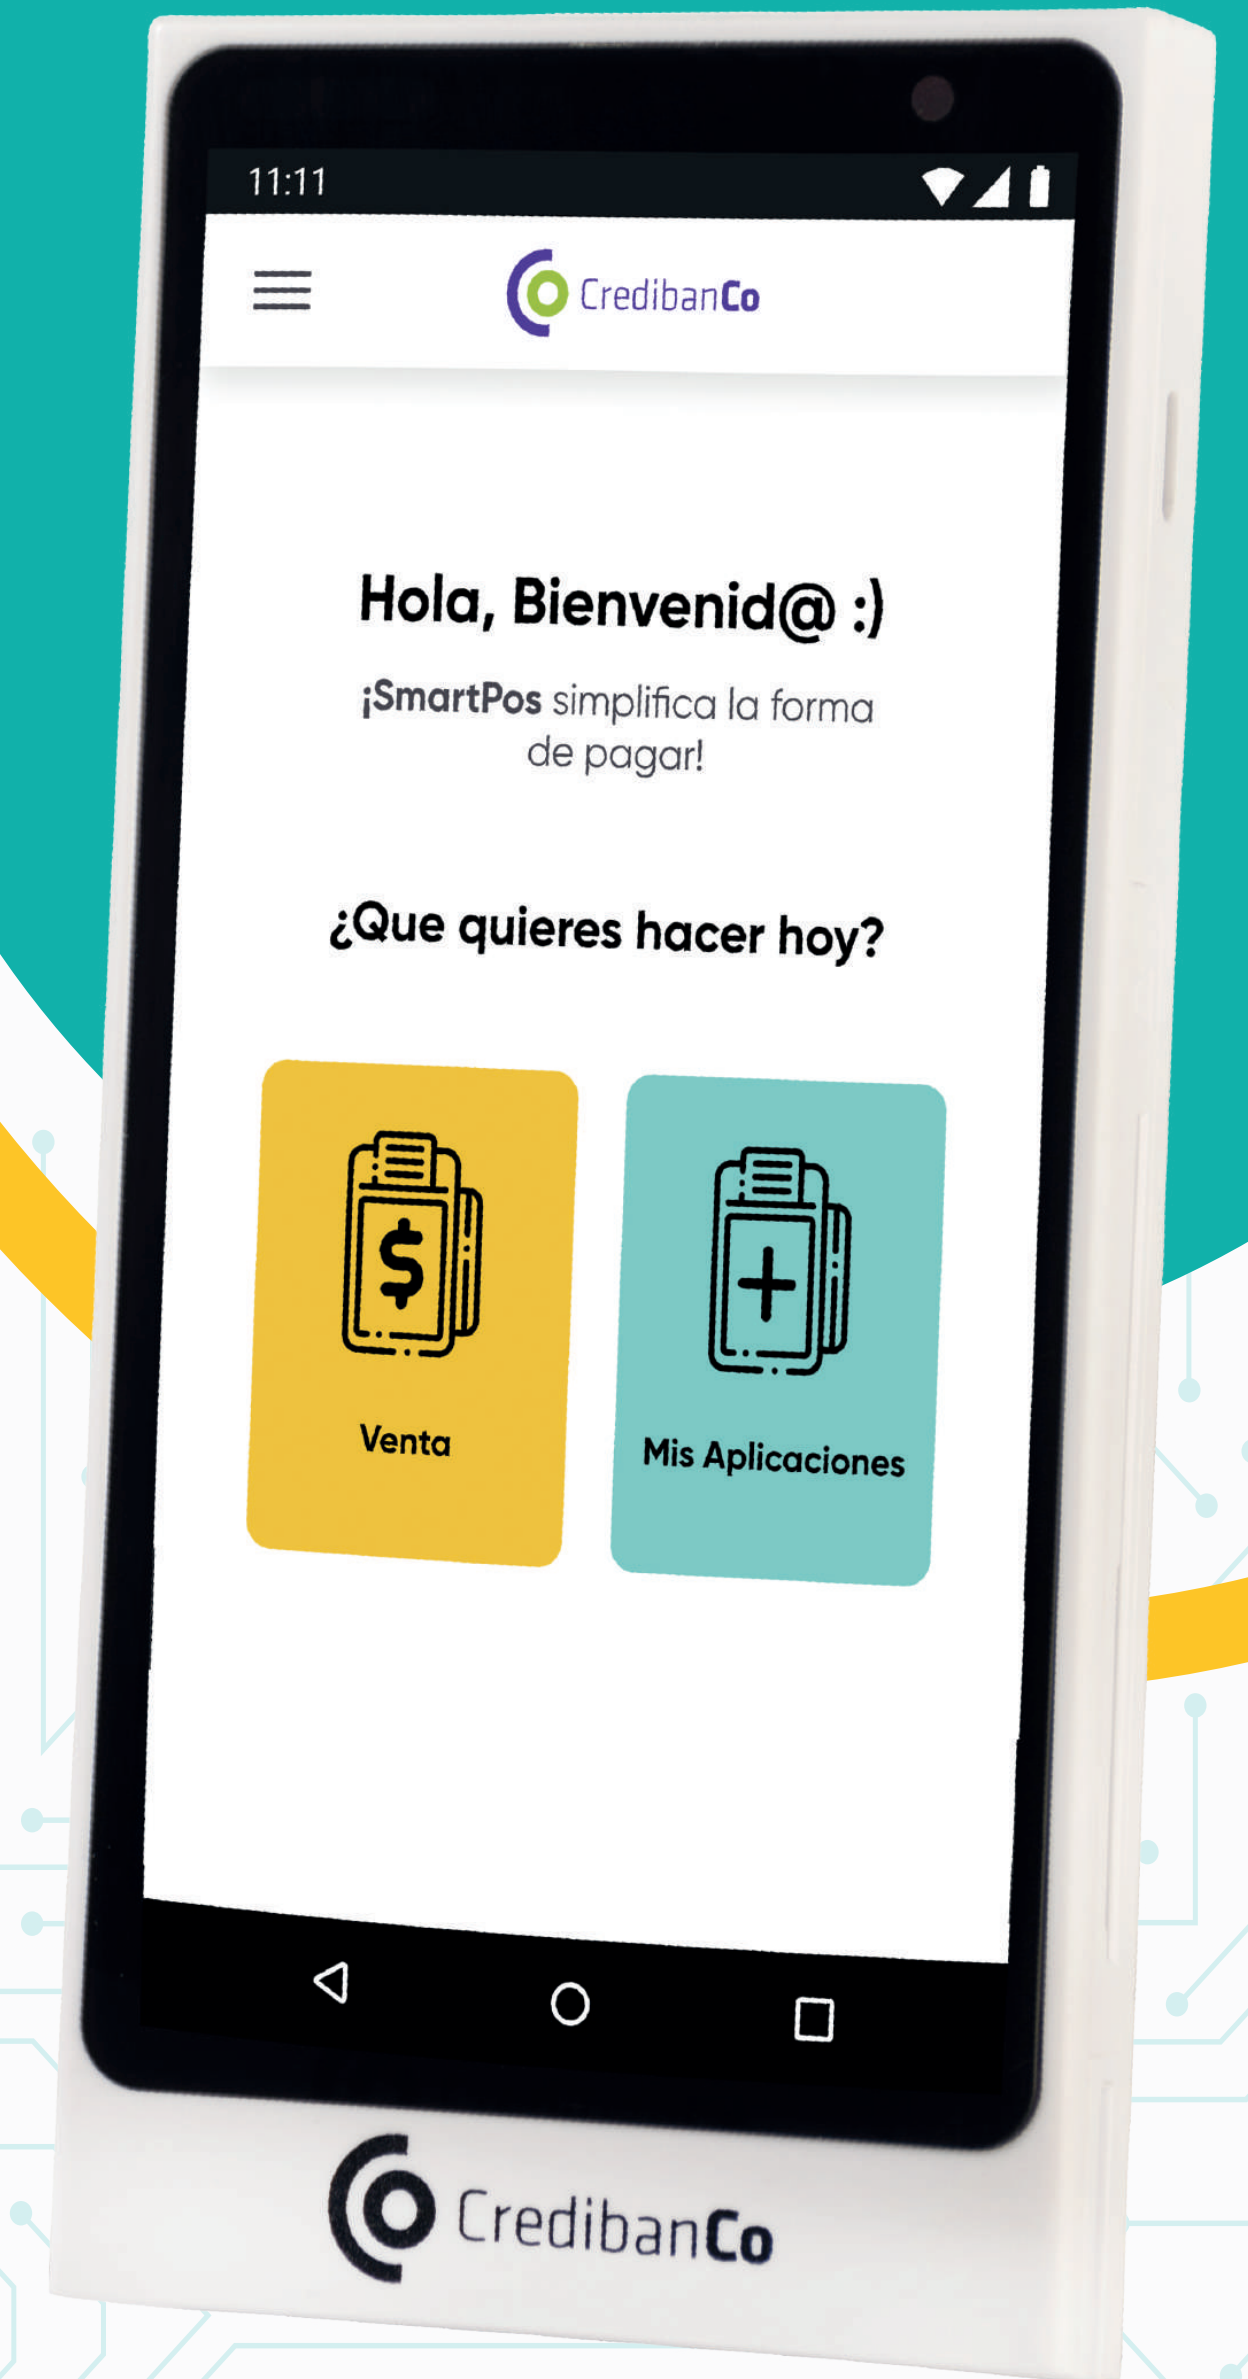 11:11
CredibanCo
Hola, Bienvenid@ :)
¡SmartPos simplifica la forma
de pagar!
¿Que quieres hacer hoy?
$
+
Venta
Mis Aplicaciones
CredibanCo